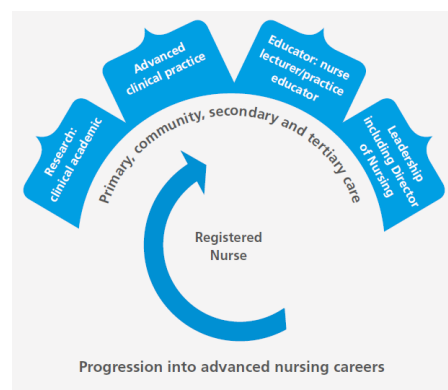 Research:
clinical academic
Advanced
clinical practice
Educator: nurse
lecturer/practice
educator
Leadership
including Director
of Nursing
Primary, community, secondary and tertiary care
Registered
Nurse
Progression into advanced nursing careers